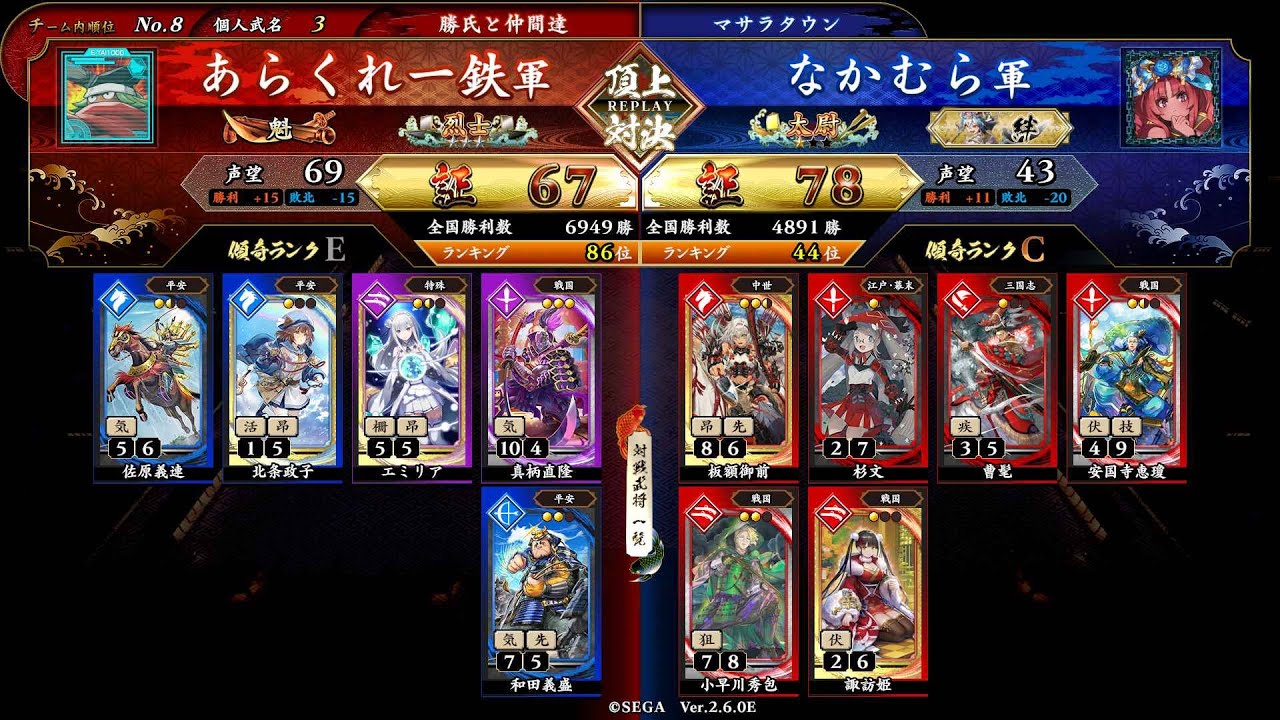 チーム内順位 No.8 個人武名 3 勝氏と仲間達 マサラタウン
E-TA/1000
あらくれ一鉄軍 頂上 REPLAY 対決 なかむら軍
魁 烈士 太尉 絆
声望 69 証 67 証 78 声望 43
勝利 +15 敗北 -15 勝利 +11 敗北 -20
全国勝利数 6949勝 全国勝利数 4891勝
傾奇ランクE ランキング 86位 ランキング 44位 傾奇ランクC
平安 平安 特殊 戦国 中世 江戸・幕末 三国志 戦国
気 活 昂 柵 昂 気 昂 先 疾 伏 技
5 6 1 5 5 5 10 4 8 6 2 7 3 5 4 9
佐原義連 北条政子 エミリア 真柄直隆 板額御前 杉文 曹髦 安国寺恵瓊
対戦武将一覧
平安 戦国 戦国
気 先 狙 伏
7 5 7 8 2 6
和田義盛 小早川秀包 諏訪姫
©SEGA Ver.2.6.0E